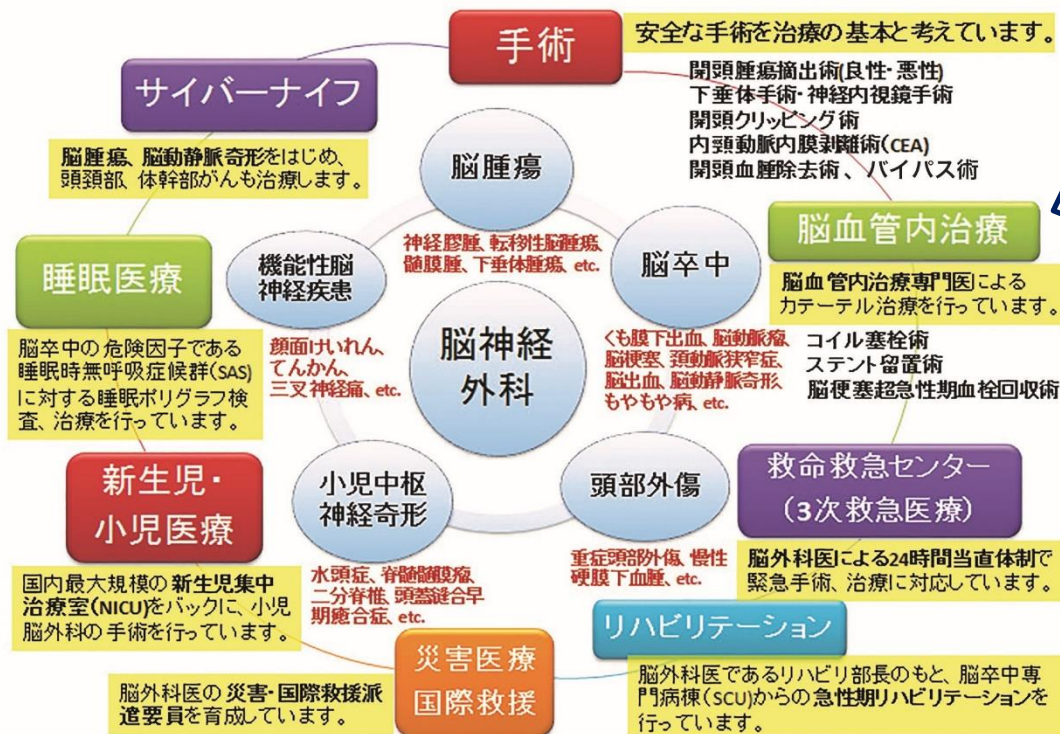 手術
安全な手術を治療の基本と考えています。
開頭腫瘍摘出術(良性・悪性)
下垂体手術・神経内視鏡手術
開頭クリッピング術
内頸動脈内膜剥離術(CEA)
開頭血腫除去術、バイパス術
サイバーナイフ
脳腫瘍、脳動静脈奇形をはじめ、
頭頸部、体幹部がんも治療します。
脳腫瘍
神経膠腫、転移性脳腫瘍、
髄膜腫、下垂体腫瘍、etc.
脳血管内治療
脳血管内治療専門医による
カテーテル治療を行っています。
コイル塞栓術
ステント留置術
脳梗塞超急性期血栓回収術
睡眠医療
脳卒中の危険因子である
睡眠時無呼吸症候群(SAS)
に対する睡眠ポリグラフ検
査、治療を行っています。
機能性脳
神経疾患
顔面けいれん、
てんかん、
三叉神経痛、etc.
脳神経
外科
脳卒中
くも膜下出血、脳動脈瘤、
脳梗塞、頸動脈狭窄症、
脳出血、脳動静脈奇形、
もやもや病、etc.
新生児・
小児医療
国内最大規模の新生児集中
治療室(NICU)をバックに、小児
脳外科の手術を行っています。
小児中枢
神経奇形
水頭症、脊髄髄膜瘤、
二分脊椎、頭蓋縫合早
期癒合症、etc.
頭部外傷
重症頭部外傷、慢性
硬膜下血腫、etc.
救命救急センター
(3次救急医療)
脳外科医による24時間当直体制で
緊急手術、治療に対応しています。
災害医療
国際救援
脳外科医の災害・国際救援派
遣要員を育成しています。
リハビリテーション
脳外科医であるリハビリ部長のもと、脳卒中専
門病棟(SCU)からの急性期リハビリテーションを
行っています。